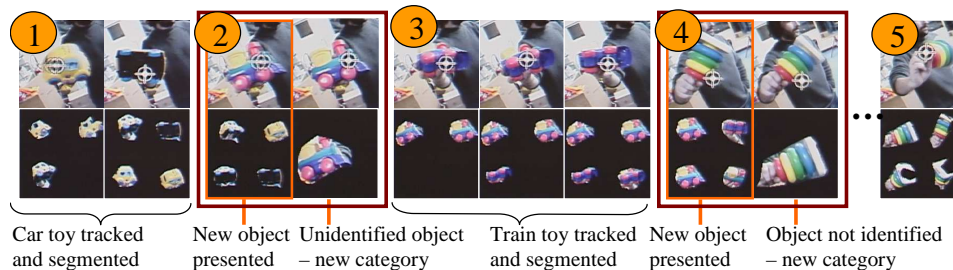 1
2
3
4
5
...
Car toy tracked
and segmented
New object
presented
Unidentified object
– new category
Train toy tracked
and segmented
New object
presented
Object not identified
– new category